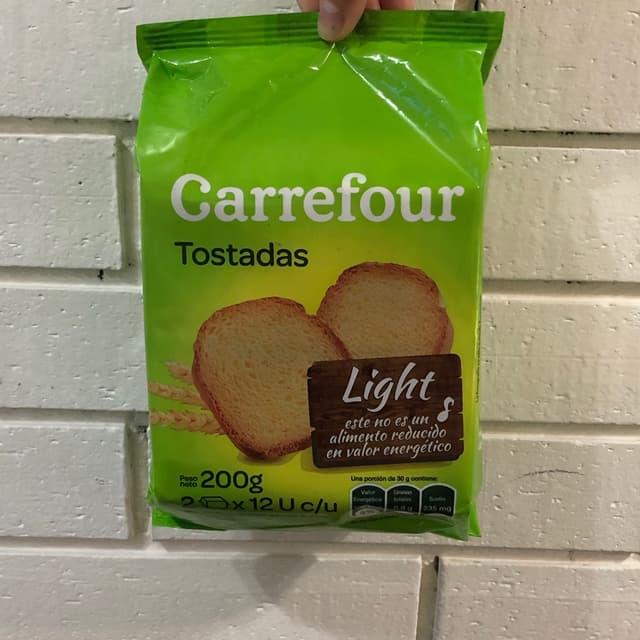 Carrefour
Tostadas
Light
este no es un
alimento reducido
en valor energético
Peso
neto 200g
2 x 12 U c/u
Una porción de 30 g contiene:
Valor Grasas Sodio
Energético totales 235 mg